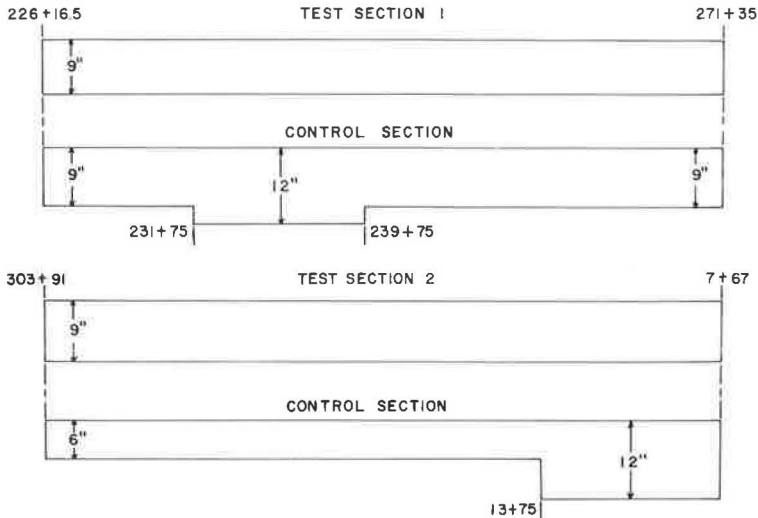 226+16.5 TEST SECTION 1 271+35
9"
CONTROL SECTION
9" 12" 9"
231+75 239+75
303+91 TEST SECTION 2 7+67
9"
CONTROL SECTION
6" 12"
13+75